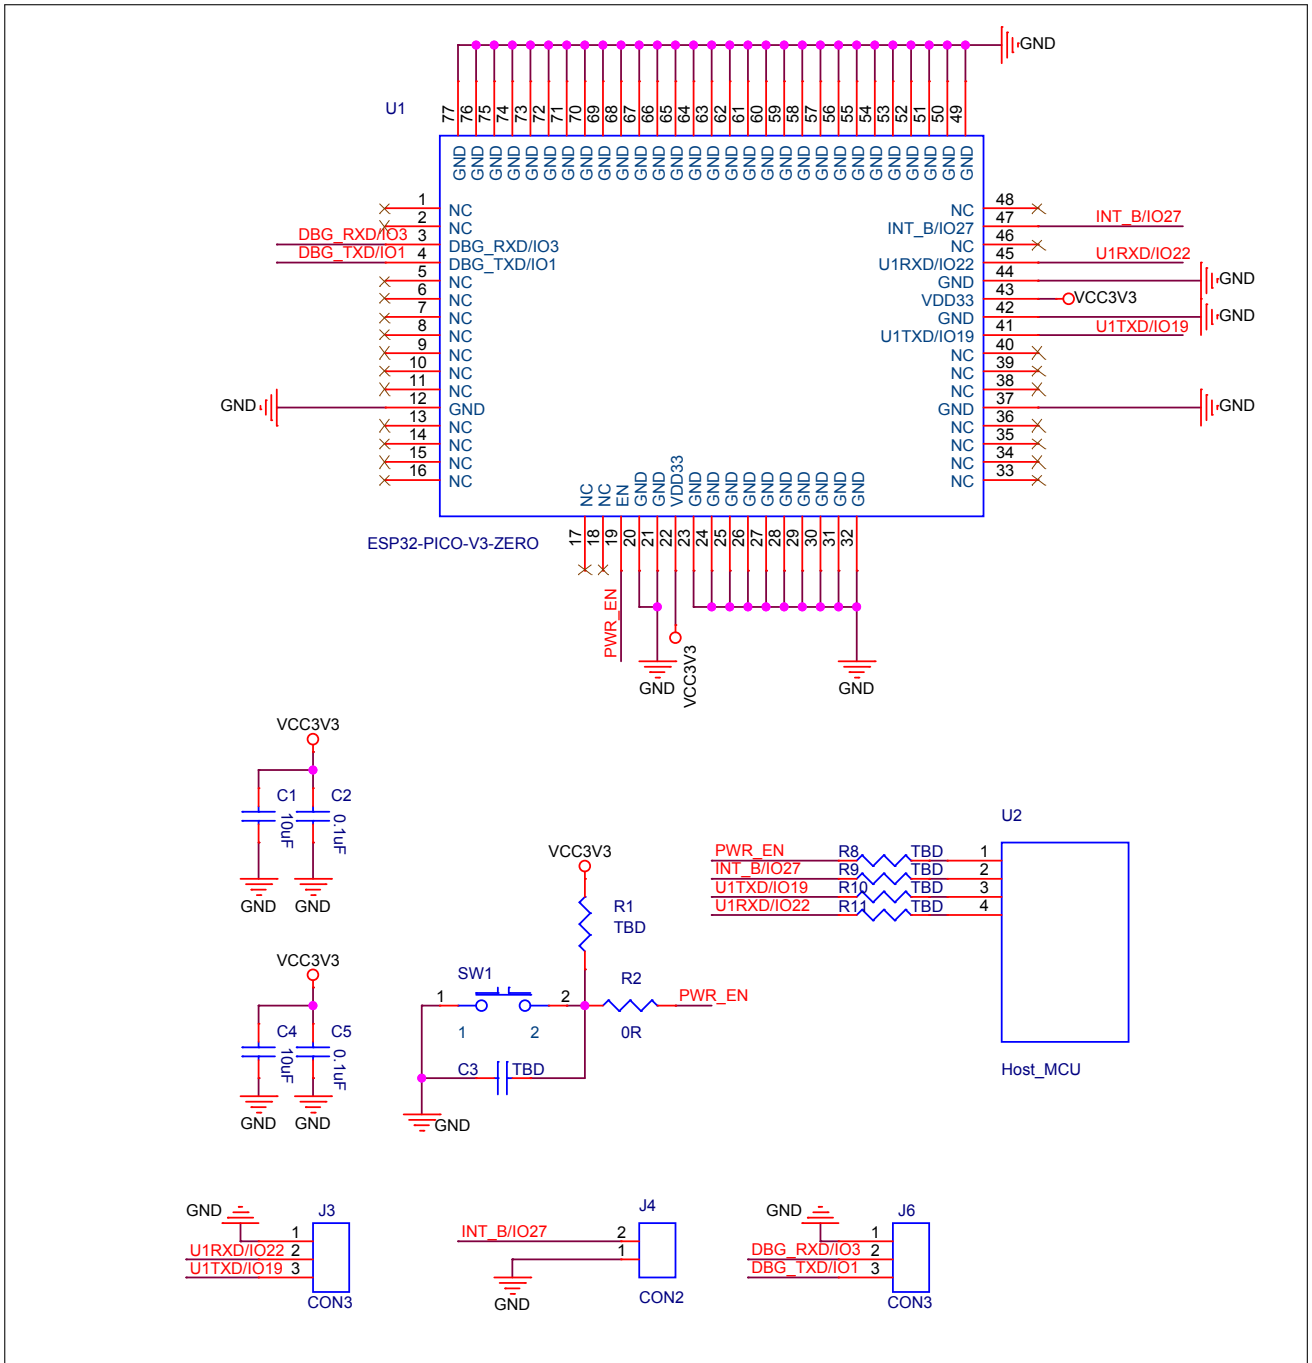 GND
U1
77 76 75 74 73 72 71 70 69 68 67 66 65 64 63 62 61 60 59 58 57 56 55 54 53 52 51 50 49
GND GND GND GND GND GND GND GND GND GND GND GND GND GND GND GND GND GND GND GND GND GND GND GND GND GND GND GND GND
1 NC NC 48
2 NC INT_B/IO27 47 INT_B/IO27
DBG_RXD/IO3 3 DBG_RXD/IO3 NC 46
DBG_TXD/IO1 4 DBG_TXD/IO1 U1RXD/IO22 45 U1RXD/IO22
5 NC GND 44 GND
6 NC VDD33 43 VCC3V3
7 NC GND 42 GND
8 NC U1TXD/IO19 41 U1TXD/IO19
9 NC NC 40
10 NC NC 39
11 NC NC 38
GND 12 GND GND 37 GND
13 NC NC 36
14 NC NC 35
15 NC NC 34
16 NC NC 33
NC NC EN GND GND VDD33 GND GND GND GND GND GND GND GND GND GND
17 18 19 20 21 22 23 24 25 26 27 28 29 30 31 32
ESP32-PICO-V3-ZERO
PWR_EN
GND
VCC3V3
GND
VCC3V3
C1 C2
10uF 0.1uF
GND GND
VCC3V3
C4 C5
10uF 0.1uF
GND GND
VCC3V3
R1
TBD
SW1
1 2
1 2
R2
0R
PWR_EN
C3 TBD
GND
U2
PWR_EN R8 TBD 1
INT_B/IO27 R9 TBD 2
U1TXD/IO19 R10 TBD 3
U1RXD/IO22 R11 TBD 4
Host_MCU
GND J3
1
U1RXD/IO22 2
U1TXD/IO19 3
CON3
J4
INT_B/IO27 2
1
GND
CON2
GND J6
1
DBG_RXD/IO3 2
DBG_TXD/IO1 3
CON3